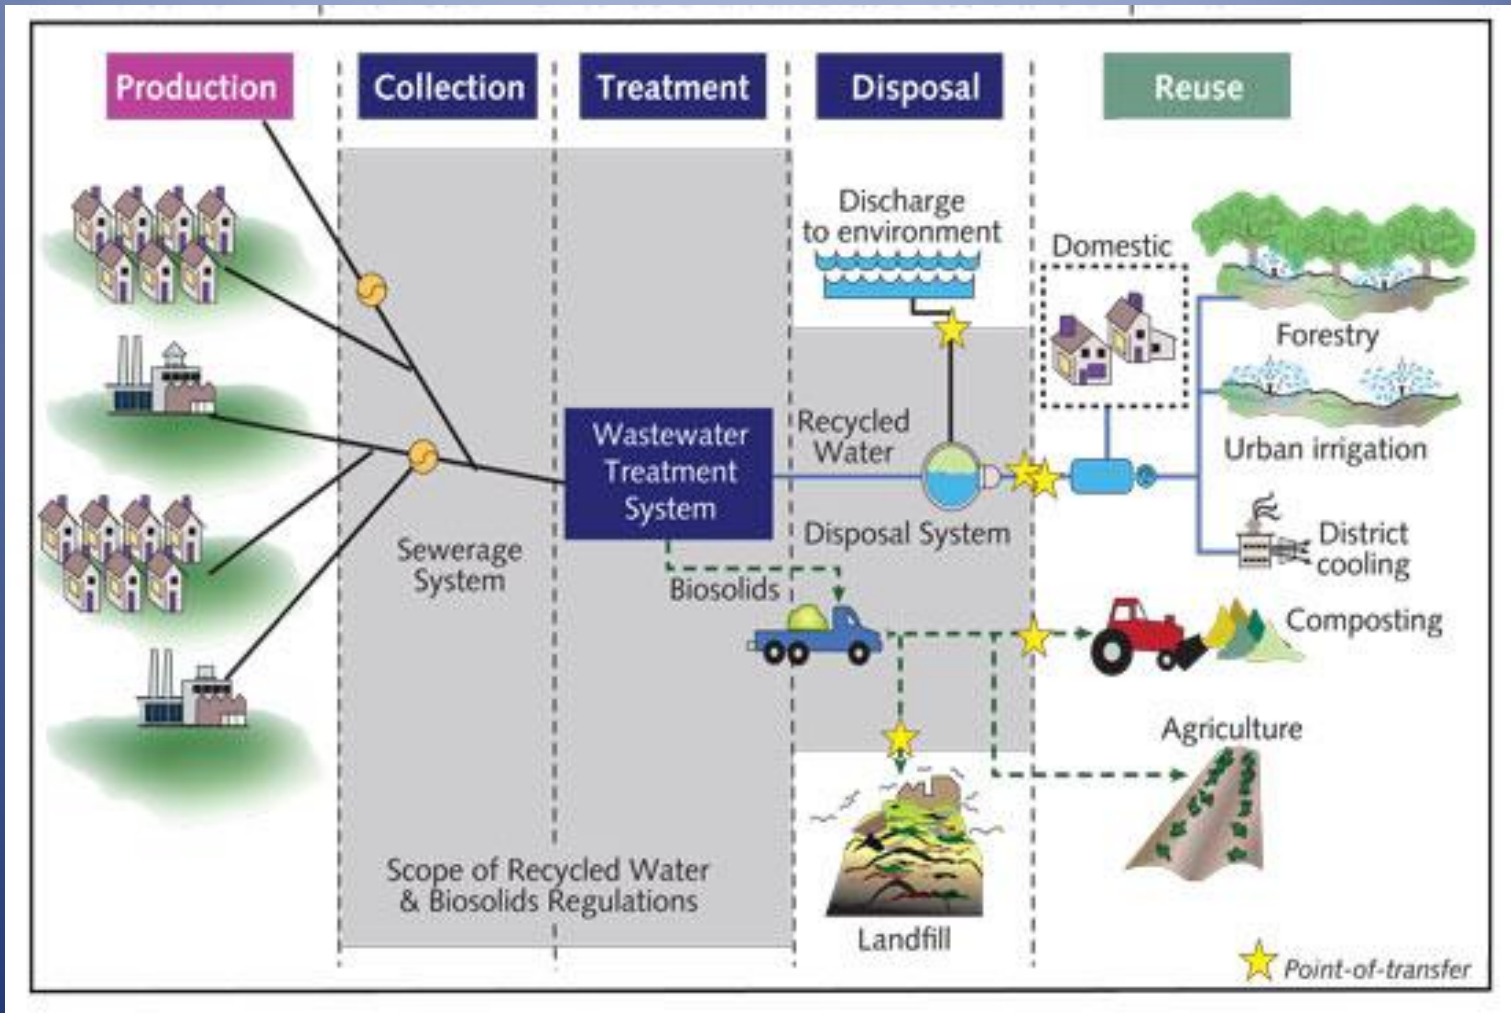 Production
Collection
Treatment
Disposal
Reuse
Discharge
to environment
Domestic
Forestry
Urban irrigation
Recycled
Water
Wastewater
Treatment
System
Disposal System
District
cooling
Sewerage
System
Biosolids
Composting
Agriculture
Scope of Recycled Water
& Biosolids Regulations
Landfill
Point-of-transfer